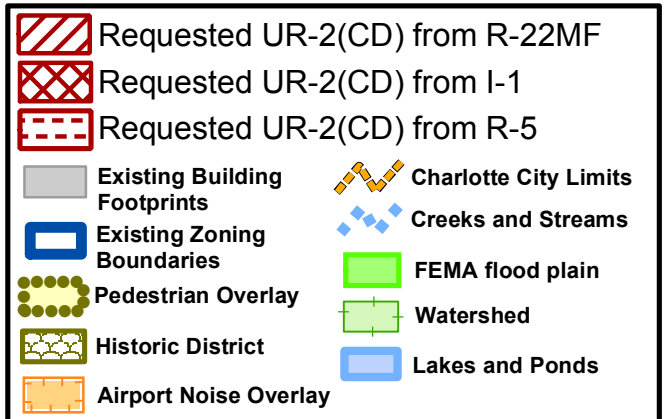 Requested UR-2(CD) from R-22MF
Requested UR-2(CD) from I-1
Requested UR-2(CD) from R-5
Existing Building
Footprints
Existing Zoning
Boundaries
Pedestrian Overlay
Historic District
Airport Noise Overlay
Charlotte City Limits
Creeks and Streams
FEMA flood plain
Watershed
Lakes and Ponds